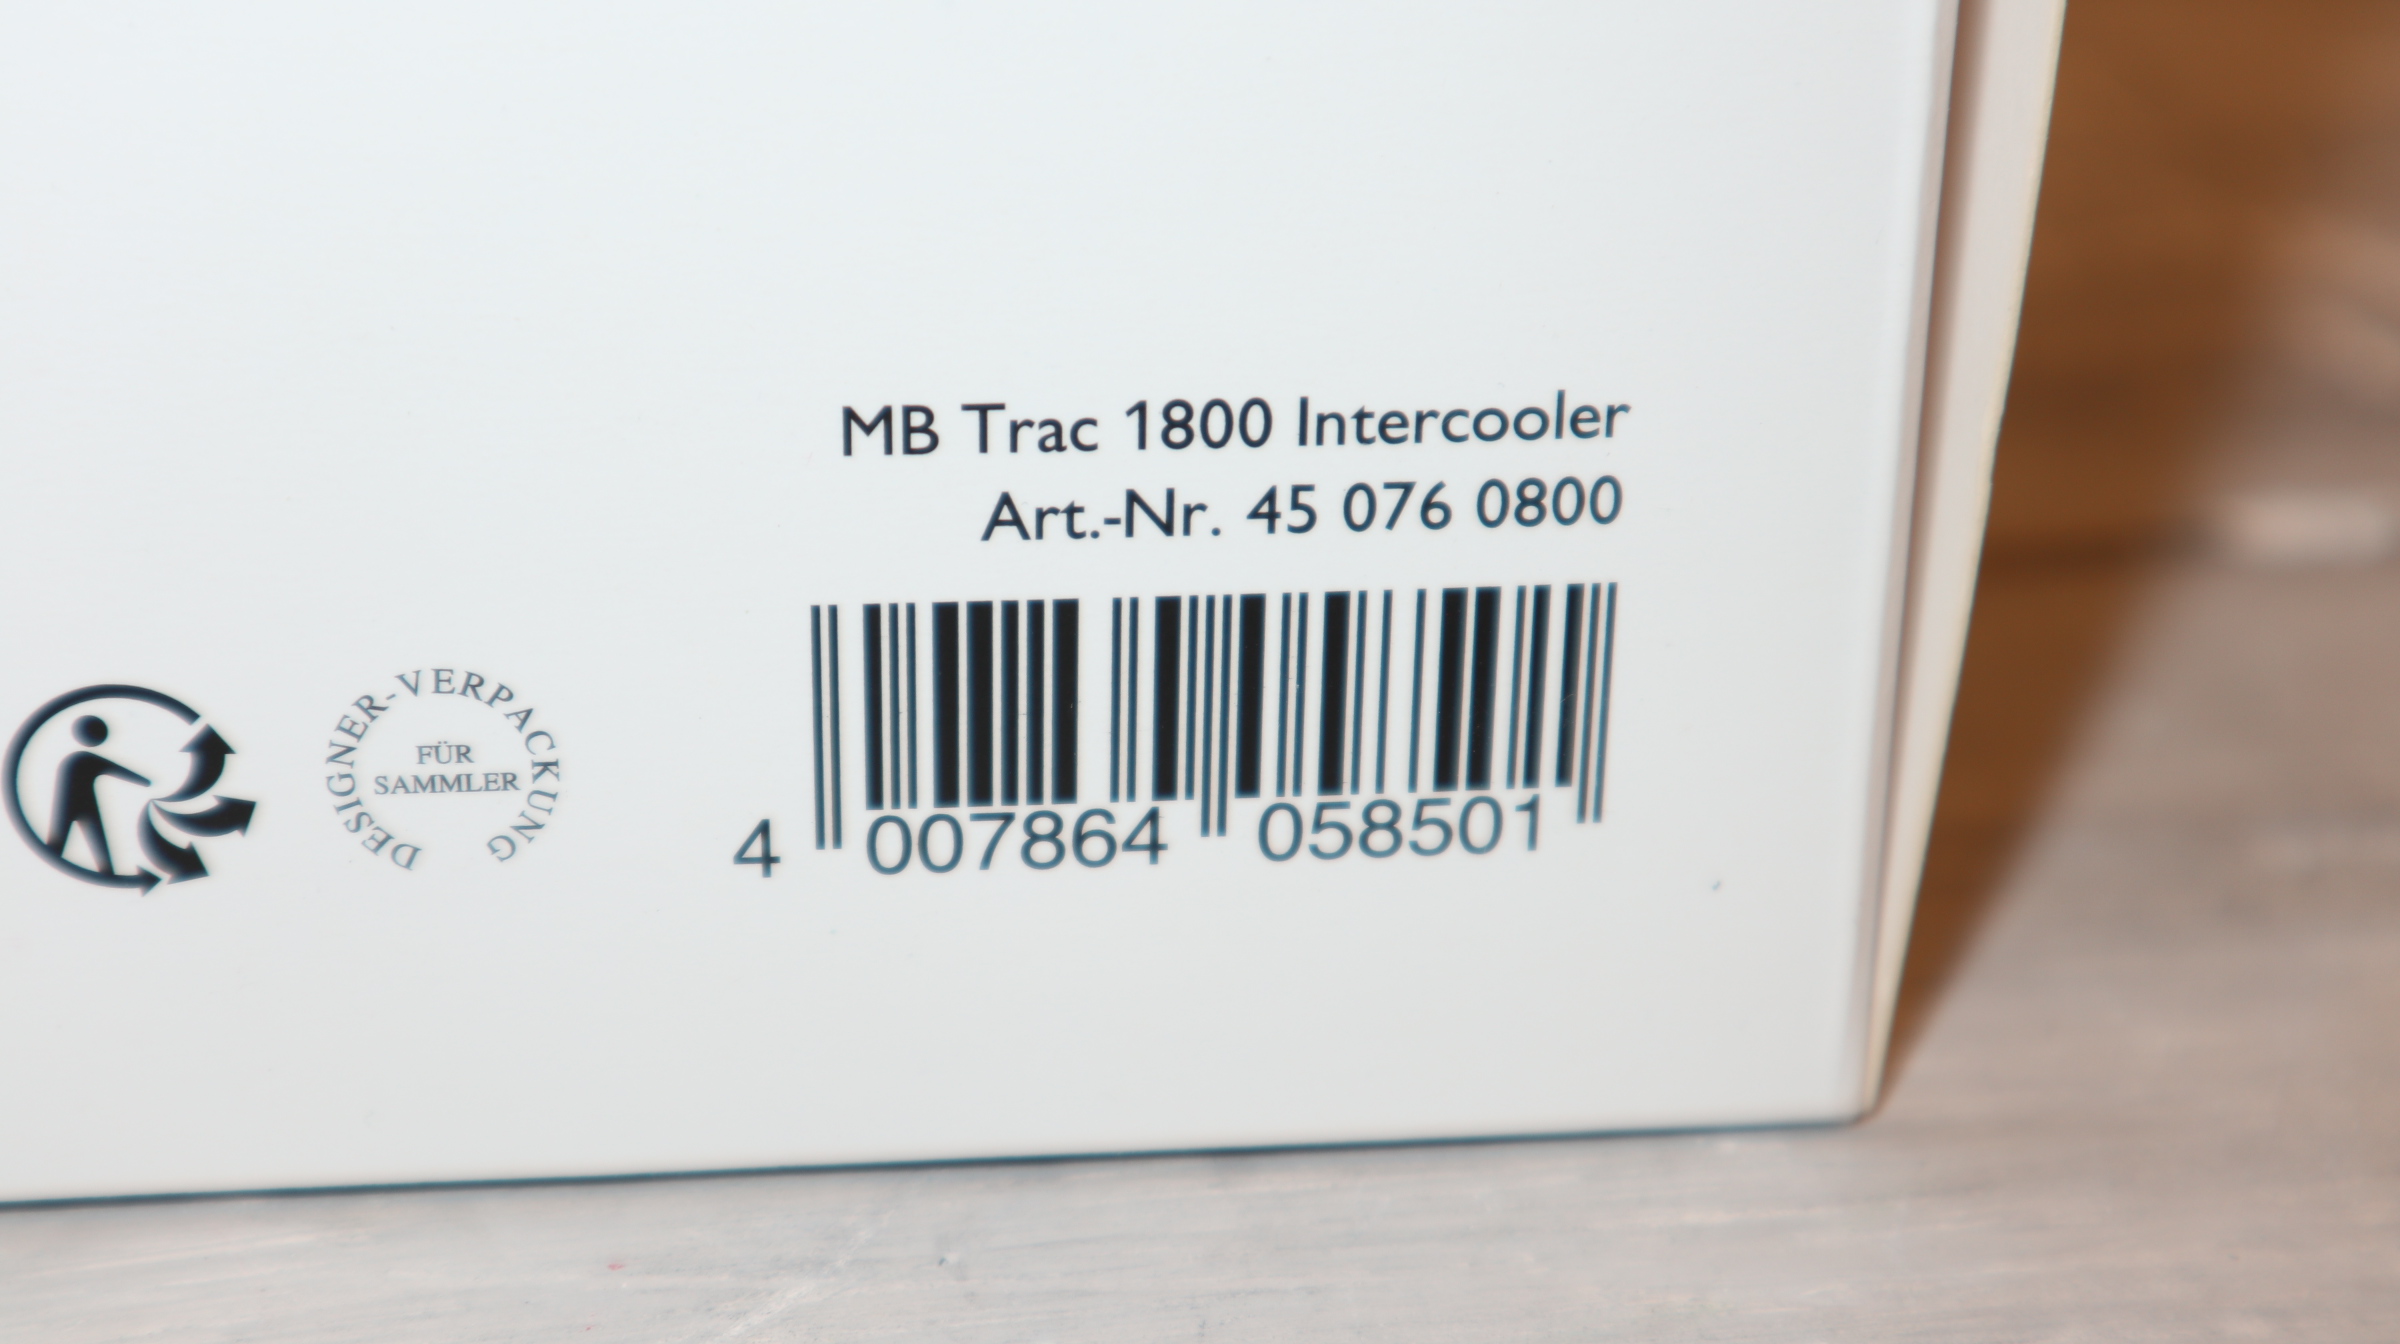 MB Trac 1800 Intercooler
Art.-Nr. 45 076 0800
4 007864 058501
DESIGNER-VERPACKUNG
FÜR
SAMMLER